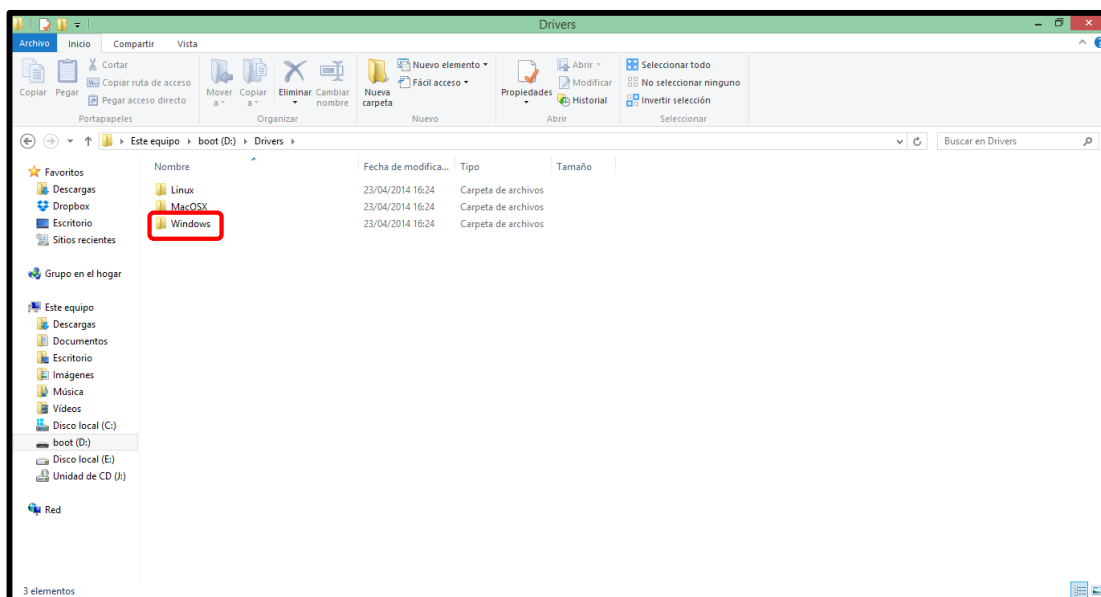 Drivers
Archivo Inicio Compartir Vista
Copiar
Pegar
Cortar
Copiar ruta de acceso
Pegar acceso directo
Portapapeles
Mover a
Copiar a
Eliminar
Cambiar nombre
Organizar
Nueva carpeta
Nuevo elemento
Fácil acceso
Nuevo
Propiedades
Abrir
Modificar
Historial
Abrir
Seleccionar todo
No seleccionar ninguno
Invertir selección
Seleccionar
Este equipo boot (D:) Drivers
Buscar en Drivers
Favoritos
Descargas
Dropbox
Escritorio
Sitios recientes
Grupo en el hogar
Este equipo
Descargas
Documentos
Escritorio
Imágenes
Música
Vídeos
Disco local (C:)
boot (D:)
Disco local (E:)
Unidad de CD (J:)
Red
Nombre Fecha de modifica... Tipo Tamaño
Linux 23/04/2014 16:24 Carpeta de archivos
MacOSX 23/04/2014 16:24 Carpeta de archivos
Windows 23/04/2014 16:24 Carpeta de archivos
3 elementos